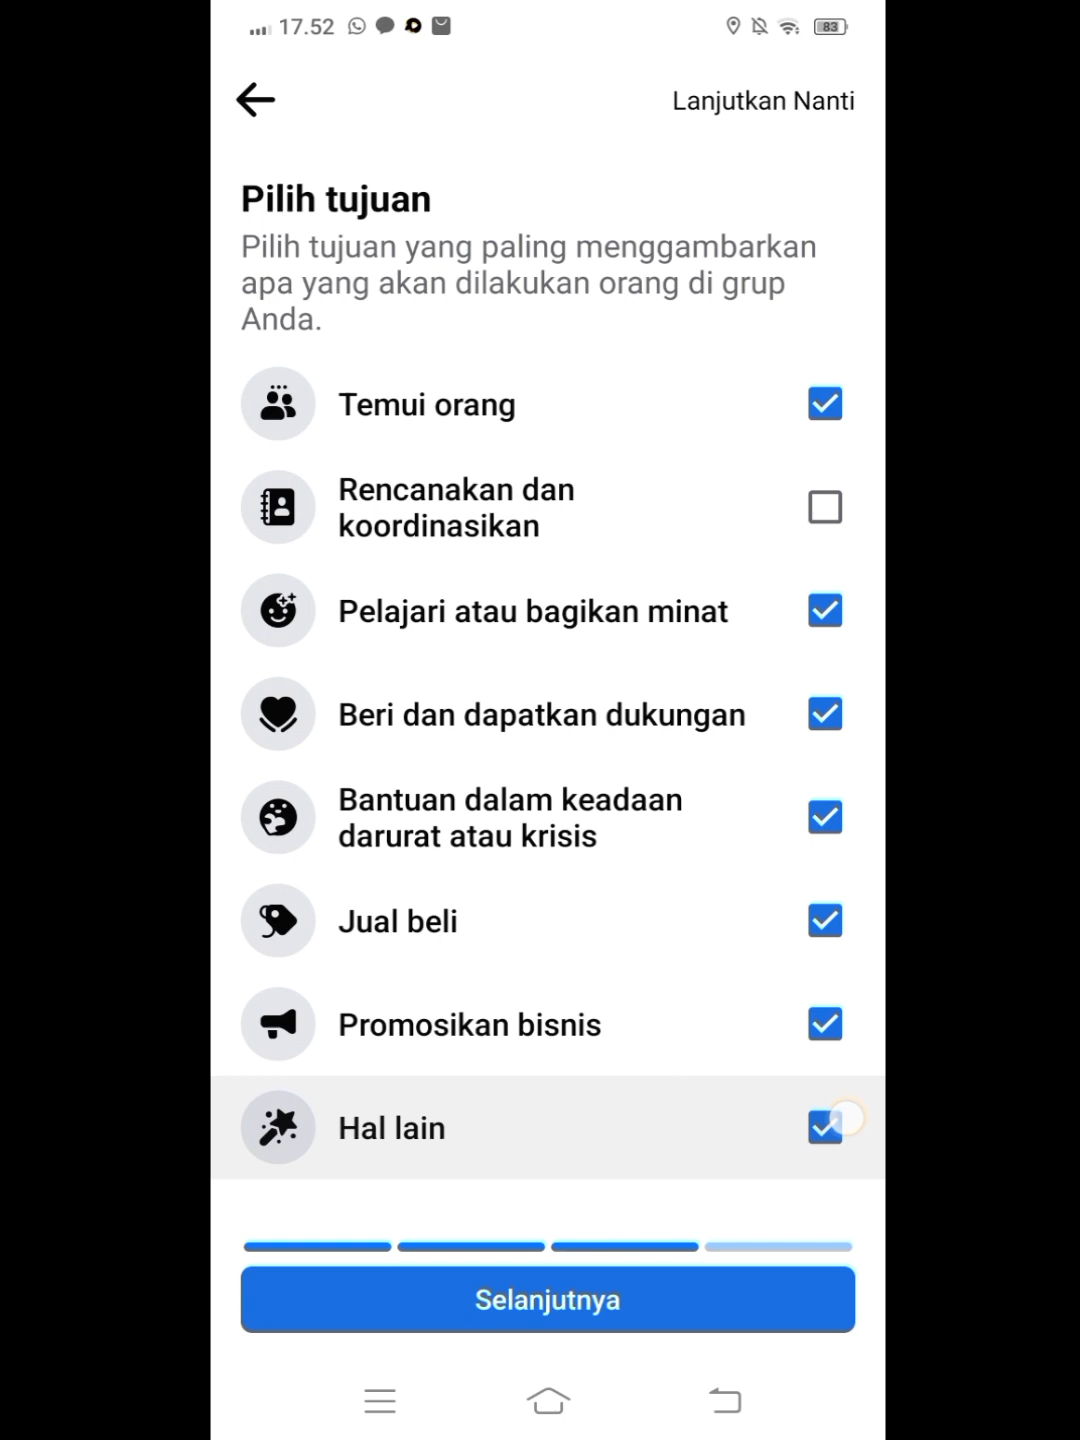 17.52
83
Lanjutkan Nanti
Pilih tujuan
Pilih tujuan yang paling menggambarkan
apa yang akan dilakukan orang di grup
Anda.
Temui orang
Rencanakan dan
koordinasikan
Pelajari atau bagikan minat
Beri dan dapatkan dukungan
Bantuan dalam keadaan
darurat atau krisis
Jual beli
Promosikan bisnis
Hal lain
Selanjutnya